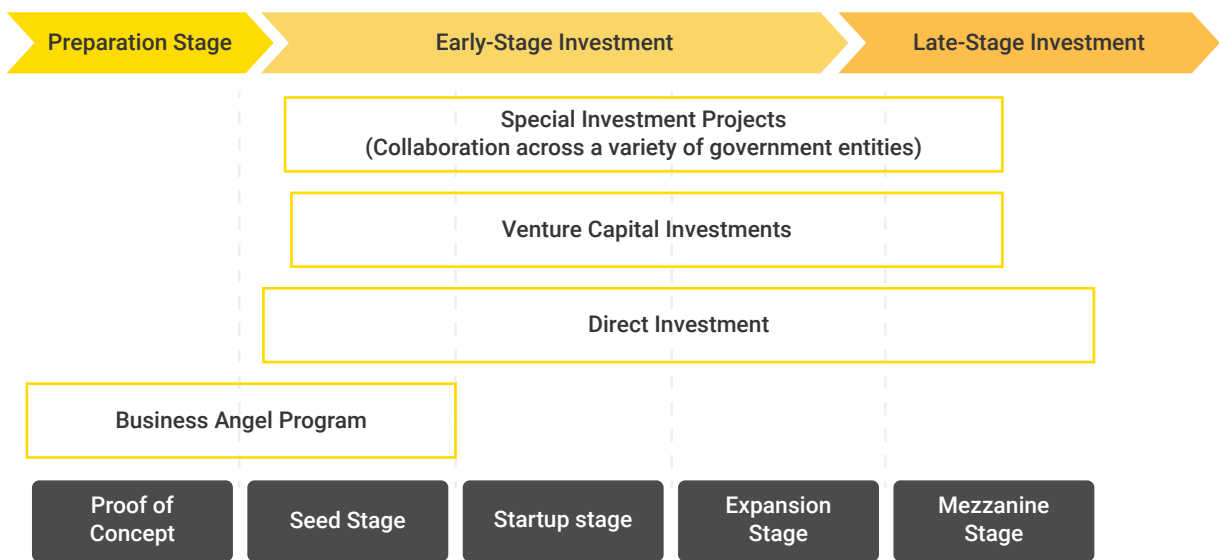 Preparation Stage
Early-Stage Investment
Late-Stage Investment
Special Investment Projects
(Collaboration across a variety of government entities)
Venture Capital Investments
Direct Investment
Business Angel Program
Proof of
Concept
Seed Stage
Startup stage
Expansion
Stage
Mezzanine
Stage